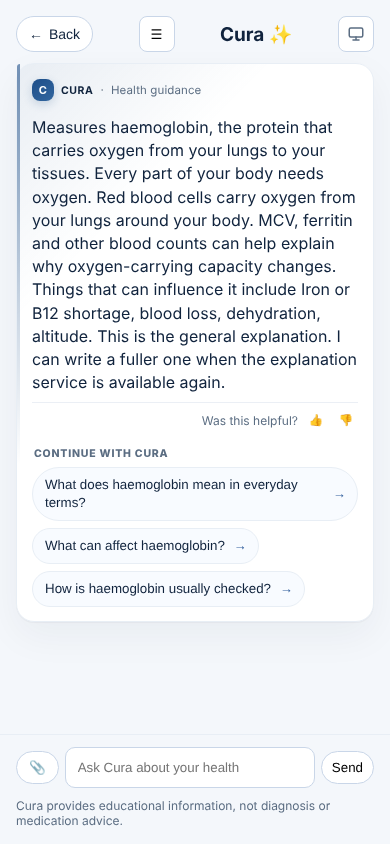 ← Back
☰
Cura ✨
C CURA · Health guidance
Measures haemoglobin, the protein that
carries oxygen from your lungs to your
tissues. Every part of your body needs
oxygen. Red blood cells carry oxygen from
your lungs around your body. MCV, ferritin
and other blood counts can help explain
why oxygen-carrying capacity changes.
Things that can influence it include Iron or
B12 shortage, blood loss, dehydration,
altitude. This is the general explanation. I
can write a fuller one when the explanation
service is available again.
Was this helpful? 👍 👎
CONTINUE WITH CURA
What does haemoglobin mean in everyday
terms? →
What can affect haemoglobin? →
How is haemoglobin usually checked? →
📎 Ask Cura about your health Send
Cura provides educational information, not diagnosis or
medication advice.